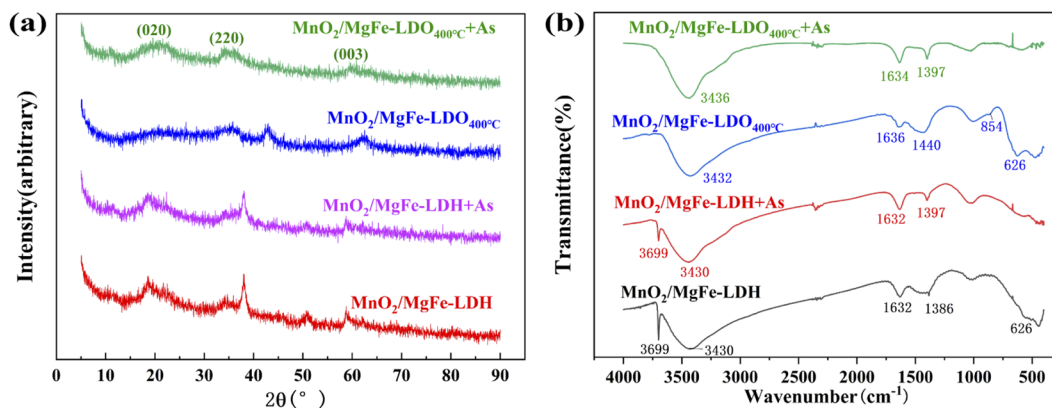 (a)
(020)
(220)
(003)
MnO2/MgFe-LDO400℃+As
MnO2/MgFe-LDO400℃
MnO2/MgFe-LDH+As
MnO2/MgFe-LDH
Intensity(arbitrary)
0 10 20 30 40 50 60 70 80 90
2θ(°)
(b)
MnO2/MgFe-LDO400℃+As
3436
1634
1397
MnO2/MgFe-LDO400℃
3432
1636
1440
854
626
MnO2/MgFe-LDH+As
3699
3430
1632
1397
MnO2/MgFe-LDH
3699
3430
1632
1386
626
Transmittance(%)
4000 3500 3000 2500 2000 1500 1000 500
Wavenumber(cm-1)